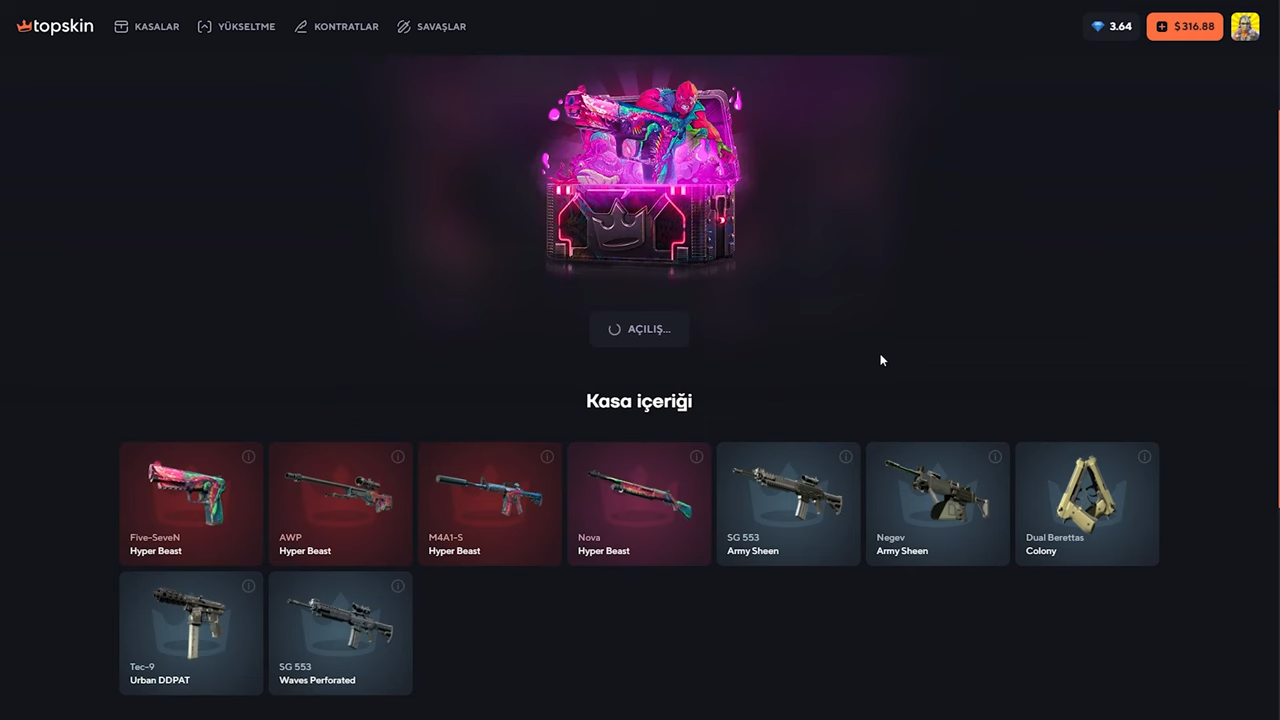 topskin KASALAR YÜKSELTME KONTRATLAR SAVAŞLAR 3.64 $316.88
AÇILIŞ...
Kasa içeriği
Five-SeveN
Hyper Beast
AWP
Hyper Beast
M4A1-S
Hyper Beast
Nova
Hyper Beast
SG 553
Army Sheen
Negev
Army Sheen
Dual Berettas
Colony
Tec-9
Urban DDPAT
SG 553
Waves Perforated